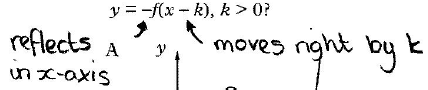 y = –f(x – k), k > 0?
reflects A y moves right by k
in x-axis